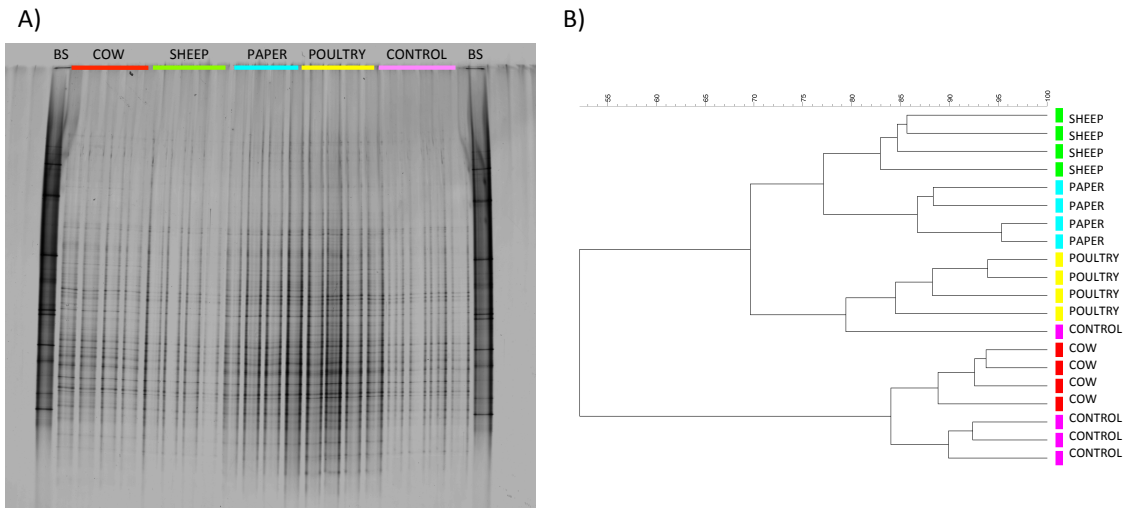 A)
BS COW SHEEP PAPER POULTRY CONTROL BS
B)
55 60 65 70 75 80 85 90 95 100
SHEEP
SHEEP
SHEEP
SHEEP
PAPER
PAPER
PAPER
PAPER
POULTRY
POULTRY
POULTRY
POULTRY
CONTROL
COW
COW
COW
COW
CONTROL
CONTROL
CONTROL